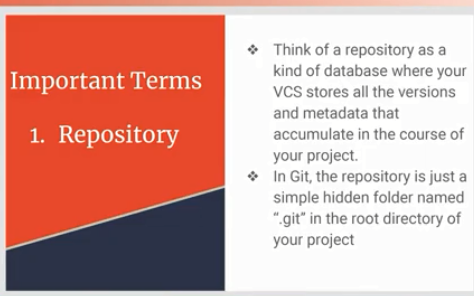 Important Terms
1. Repository
❖ Think of a repository as a
kind of database where your
VCS stores all the versions
and metadata that
accumulate in the course of
your project.
❖ In Git, the repository is just a
simple hidden folder named
“.git” in the root directory of
your project